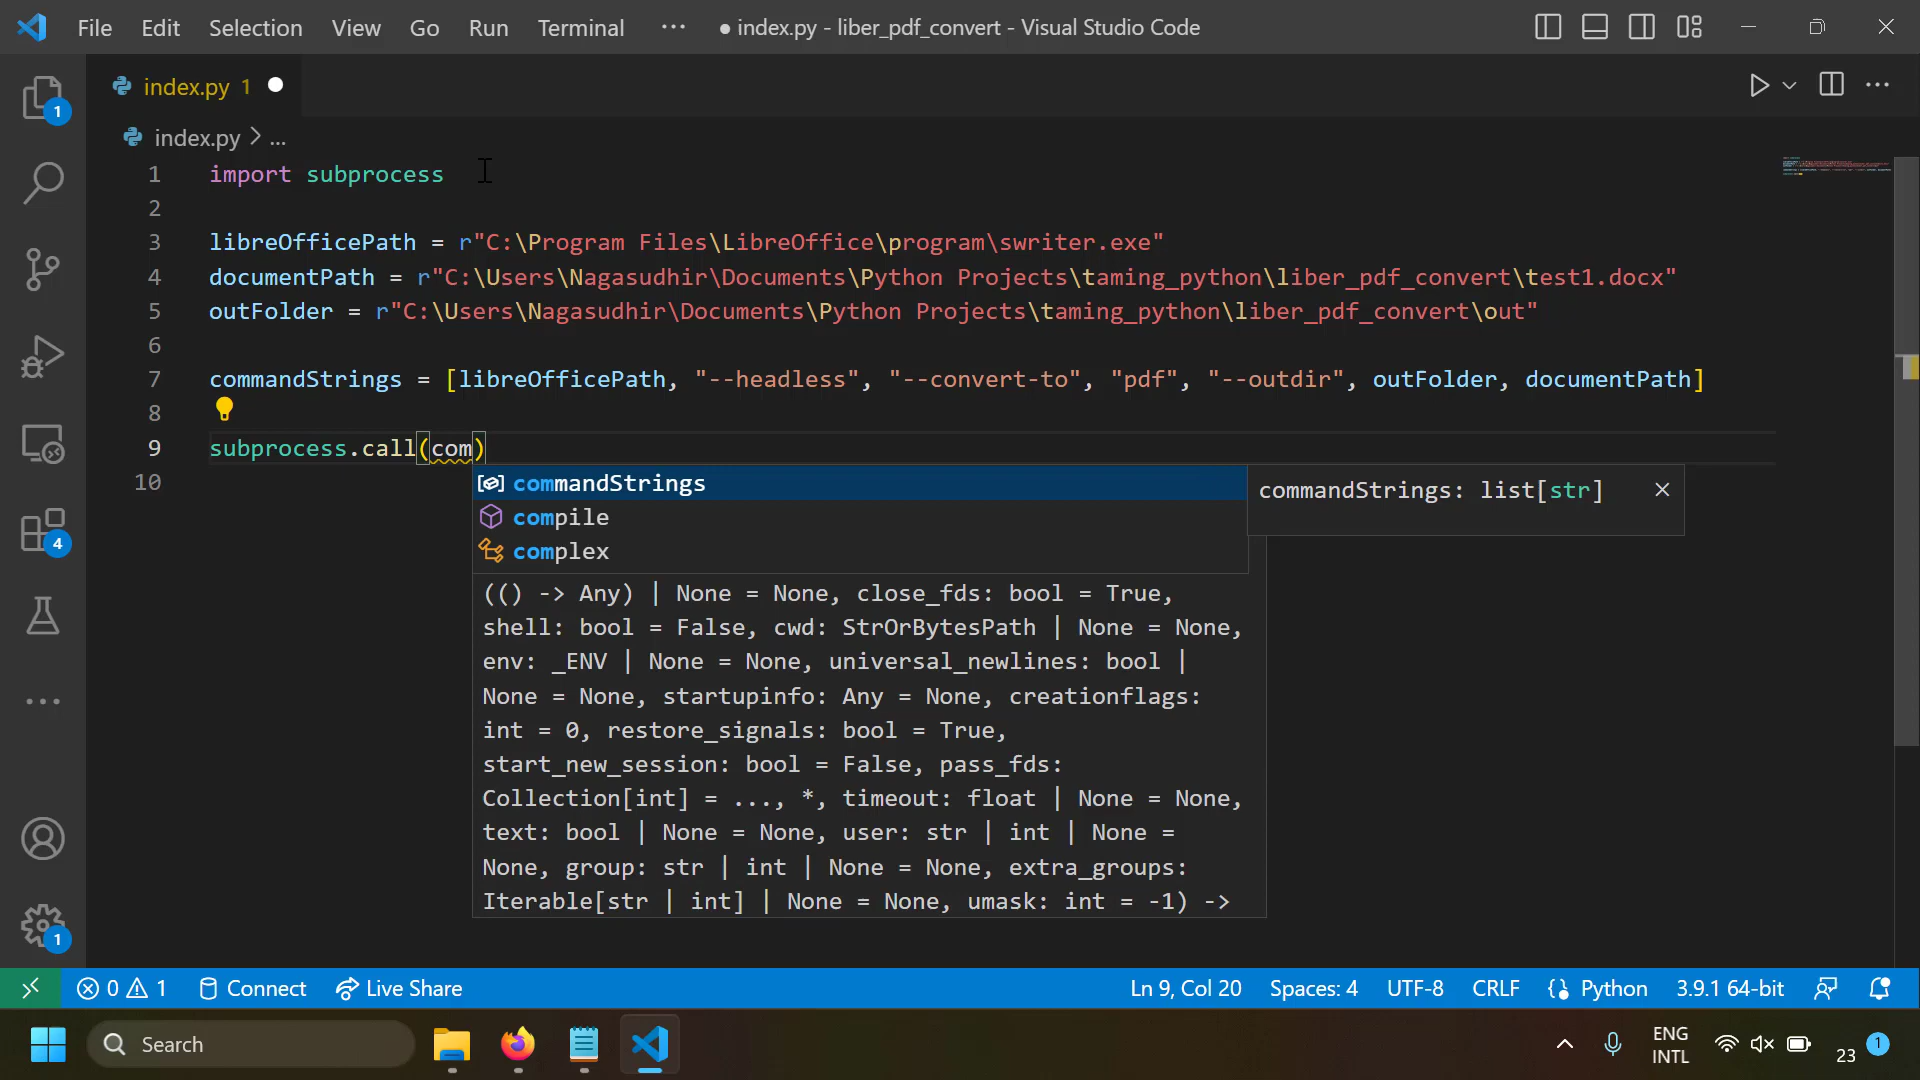 File Edit Selection View Go Run Terminal ··· ● index.py - liber_pdf_convert - Visual Studio Code
index.py 1
index.py > ...
1 import subprocess
2
3 libreOfficePath = r"C:\Program Files\LibreOffice\program\swriter.exe"
4 documentPath = r"C:\Users\Nagasudhir\Documents\Python Projects\taming_python\liber_pdf_convert\test1.docx"
5 outFolder = r"C:\Users\Nagasudhir\Documents\Python Projects\taming_python\liber_pdf_convert\out"
6
7 commandStrings = [libreOfficePath, "--headless", "--convert-to", "pdf", "--outdir", outFolder, documentPath]
8
9 subprocess.call(com)
10
commandStrings
compile
complex
commandStrings: list[str]
(() -> Any) | None = None, close_fds: bool = True,
shell: bool = False, cwd: StrOrBytesPath | None = None,
env: _ENV | None = None, universal_newlines: bool |
None = None, startupinfo: Any = None, creationflags:
int = 0, restore_signals: bool = True,
start_new_session: bool = False, pass_fds:
Collection[int] = ..., *, timeout: float | None = None,
text: bool | None = None, user: str | int | None =
None, group: str | int | None = None, extra_groups:
Iterable[str | int] | None = None, umask: int = -1) ->
1
4
1
0 1 Connect Live Share Ln 9, Col 20 Spaces: 4 UTF-8 CRLF Python 3.9.1 64-bit
Search
ENG
INTL
23 1